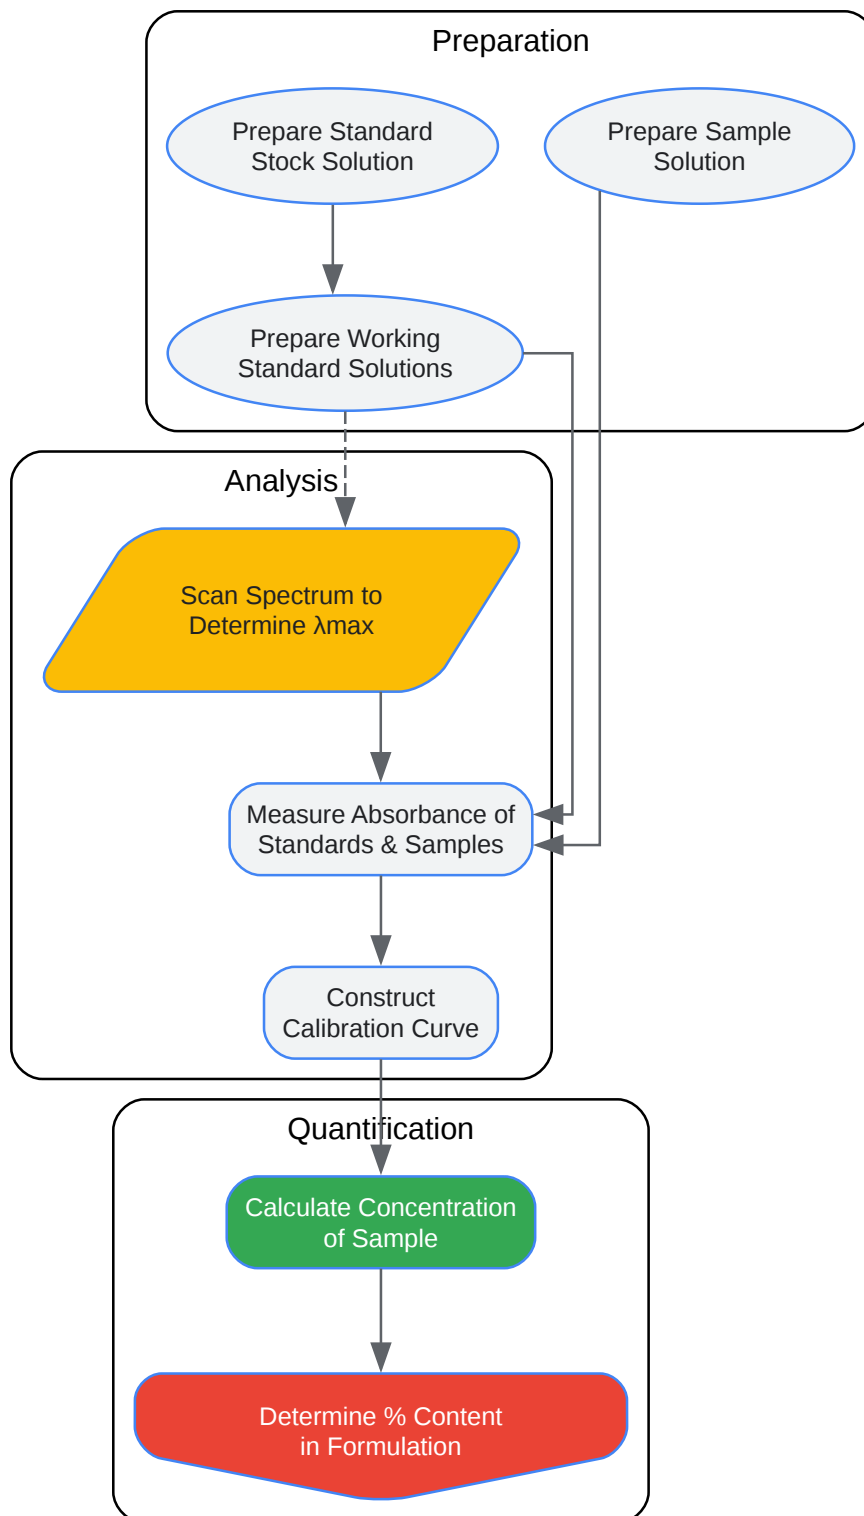 Preparation
Prepare Standard
Stock Solution
Prepare Sample
Solution
Prepare Working
Standard Solutions
Analysis
Scan Spectrum to
Determine λmax
Measure Absorbance of
Standards & Samples
Construct
Calibration Curve
Quantification
Calculate Concentration
of Sample
Determine % Content
in Formulation